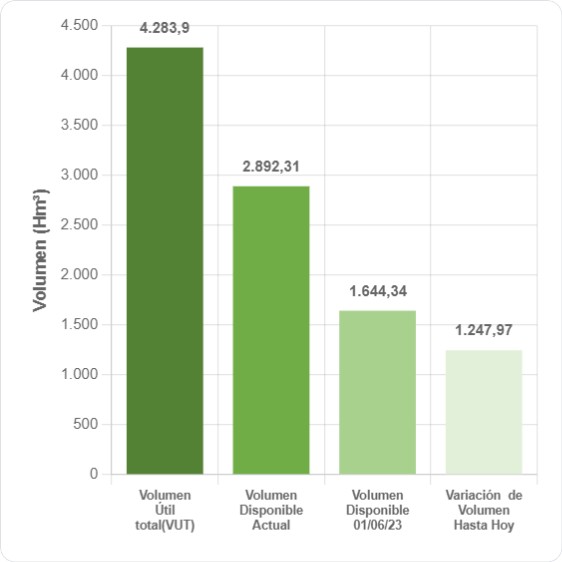 4.500
4.000
3.500
3.000
2.500
2.000
1.500
1.000
500
0
Volumen (Hm³)
4.283,9
2.892,31
1.644,34
1.247,97
Volumen
Útil
total(VUT)
Volumen
Disponible
Actual
Volumen
Disponible
01/06/23
Variación de
Volumen
Hasta Hoy